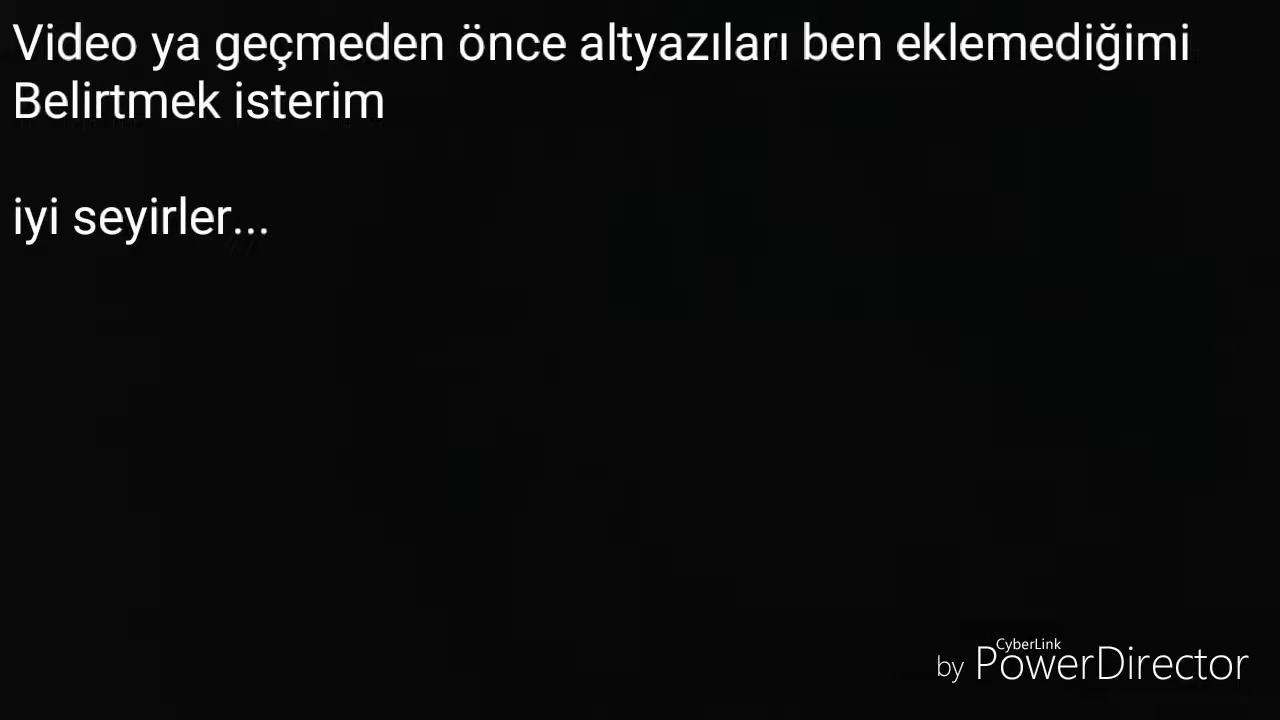 Video ya geçmeden önce altyazıları ben eklemediğimi
Belirtmek isterim
iyi seyirler...
CyberLink
by PowerDirector